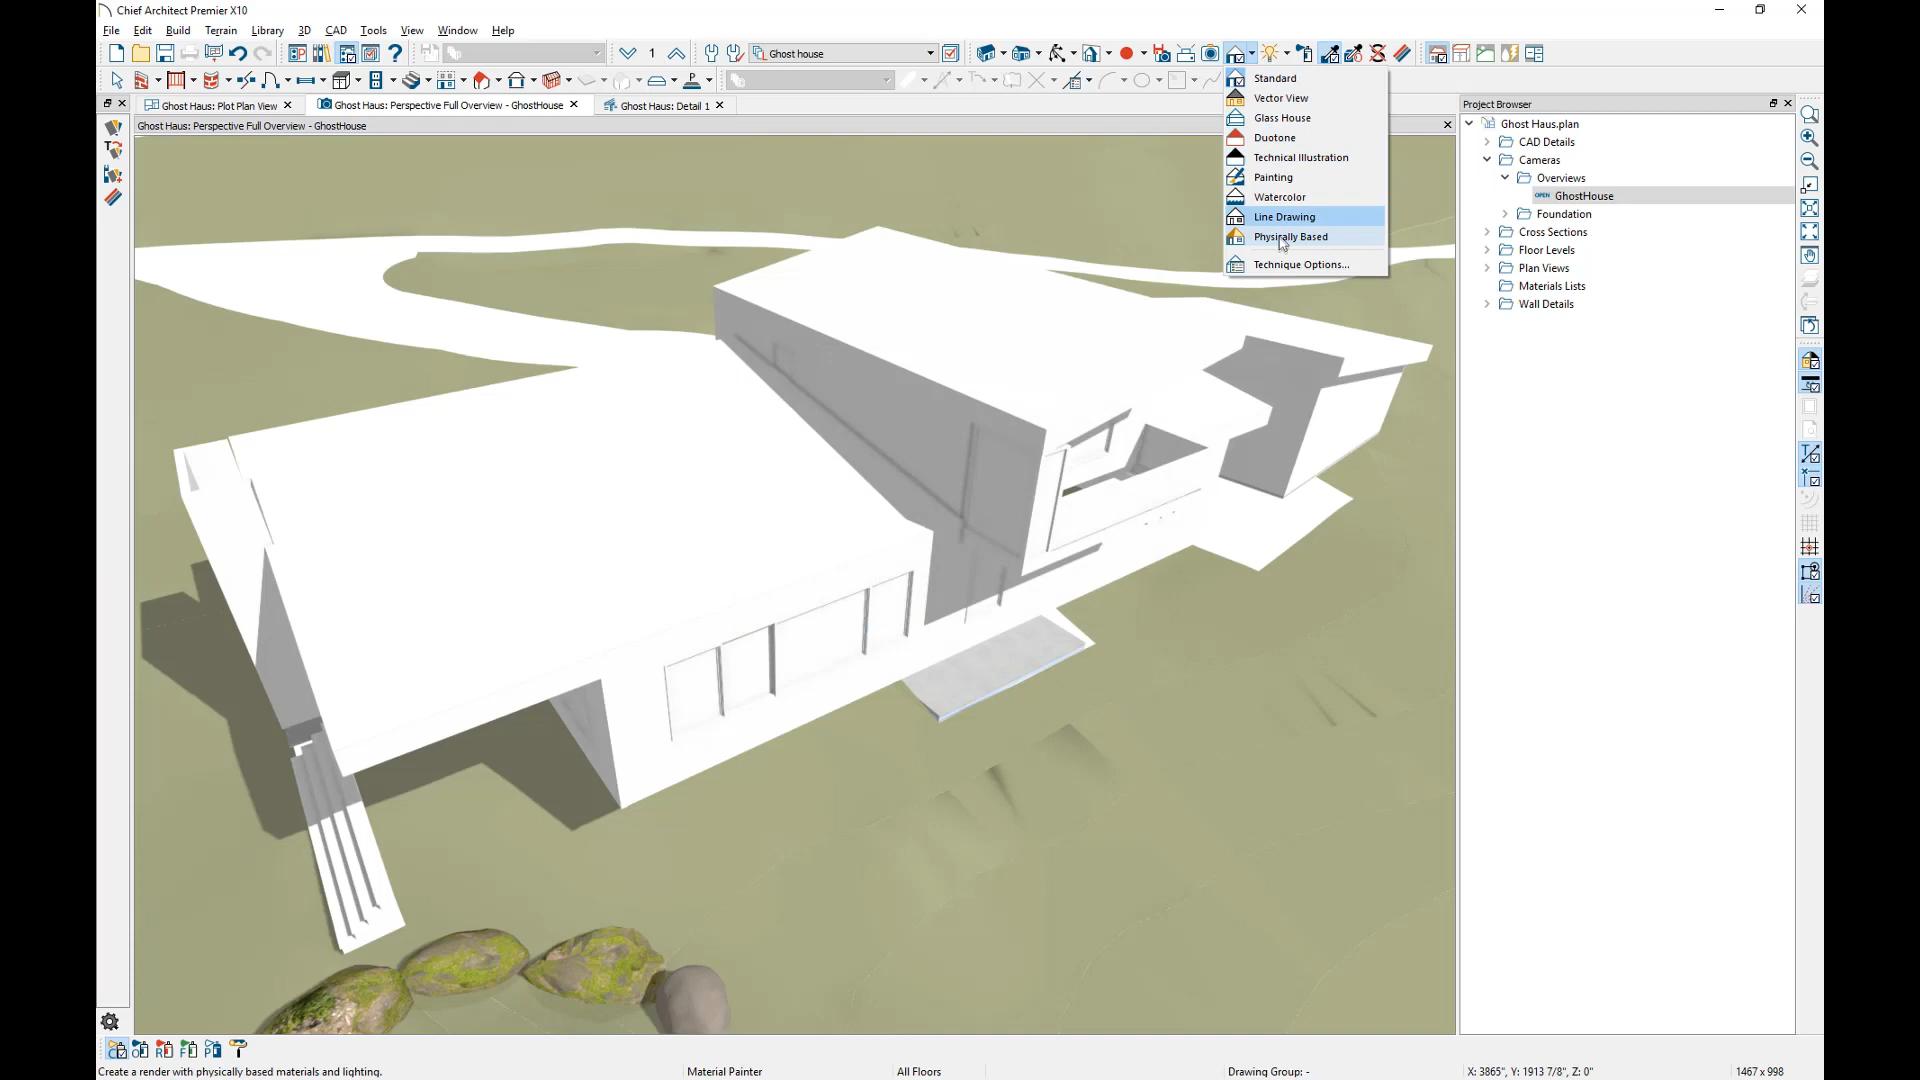 Chief Architect Premier X10
File Edit Build Terrain Library 3D CAD Tools View Window Help
1 Ghost house
Ghost Haus: Plot Plan View Ghost Haus: Perspective Full Overview - GhostHouse Ghost Haus: Detail 1
Ghost Haus: Perspective Full Overview - GhostHouse
Standard
Vector View
Glass House
Duotone
Technical Illustration
Painting
Watercolor
Line Drawing
Physically Based
Technique Options...
Project Browser
Ghost Haus.plan
CAD Details
Cameras
Overviews
OPEN GhostHouse
Foundation
Cross Sections
Floor Levels
Plan Views
Materials Lists
Wall Details
Create a render with physically based materials and lighting. Material Painter All Floors Drawing Group: - X: 3865", Y: 1913 7/8", Z: 0" 1467 x 998